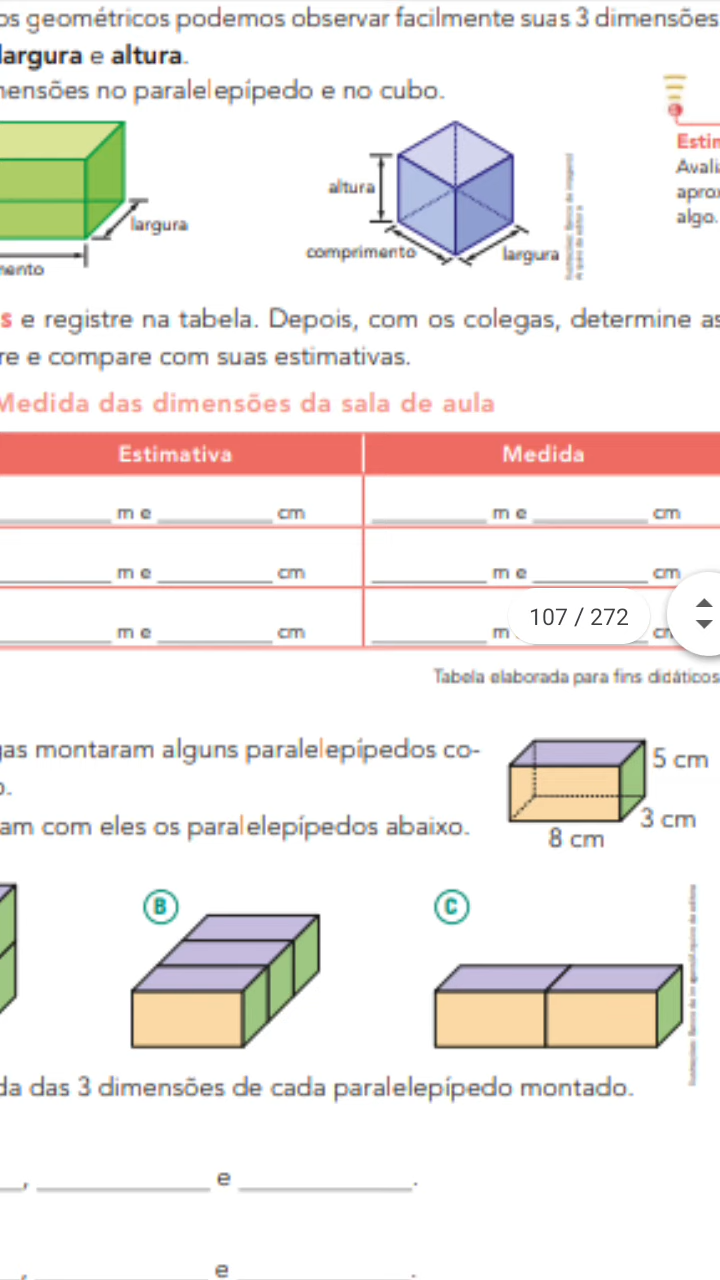 os geométricos podemos observar facilmente suas 3 dimensões
largura e altura.
mensões no paralelepípedo e no cubo.
altura
largura
mento
comprimento
largura
Estim
Avali
apro
algo.
s e registre na tabela. Depois, com os colegas, determine as
re e compare com suas estimativas.
Medida das dimensões da sala de aula
Estimativa Medida
m e cm m e cm
m e cm m e cm
m e cm m cm
107 / 272
Tabela elaborada para fins didáticos
gas montaram alguns paralelepípedos co-
o.
am com eles os paralelepípedos abaixo.
5 cm
3 cm
8 cm
B
C
da das 3 dimensões de cada paralelepípedo montado.
, e .
, e .